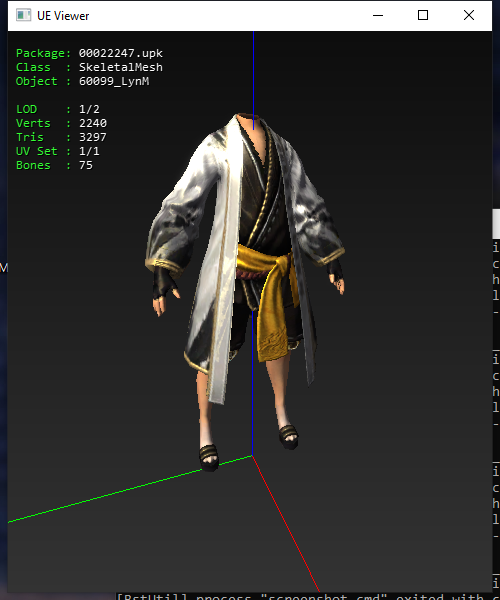 UE Viewer
Package: 00022247.upk
Class  : SkeletalMesh
Object : 60099_LynM
LOD    : 1/2
Verts  : 2240
Tris   : 3297
UV Set : 1/1
Bones  : 75
M
i
c
h
l
-
i
c
h
l
-
i
c
h
l
-
i
[BstUtil] process "screenshot.cmd" exited with c